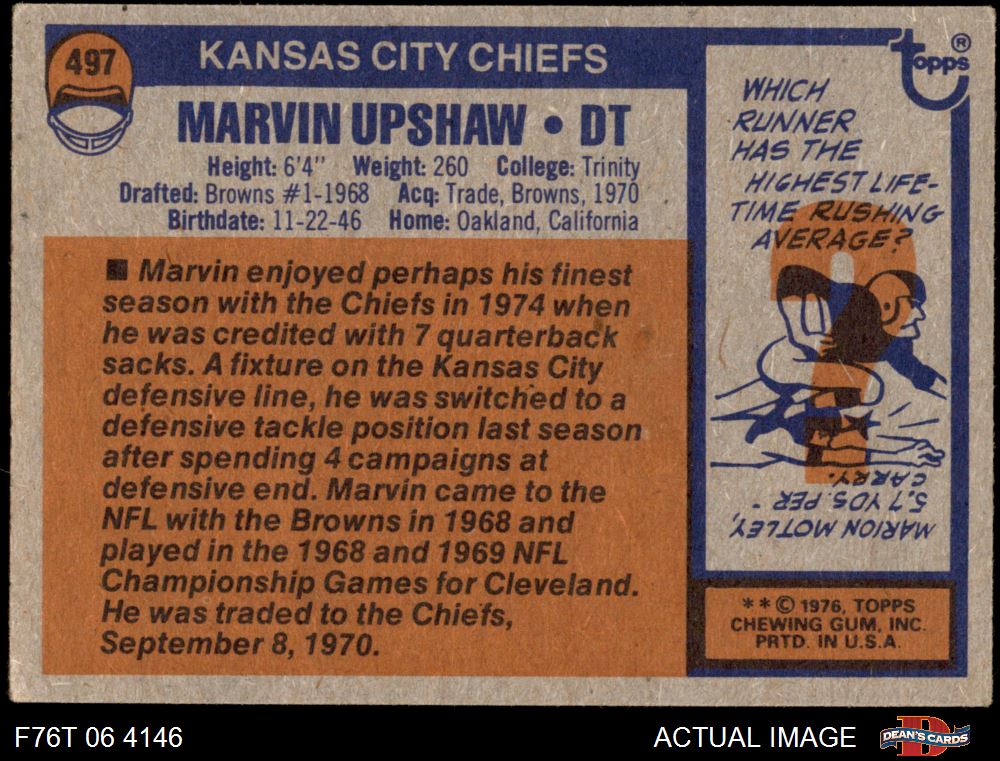 497
KANSAS CITY CHIEFS
MARVIN UPSHAW • DT
Height: 6'4" Weight: 260 College: Trinity
Drafted: Browns #1-1968 Acq: Trade, Browns, 1970
Birthdate: 11-22-46 Home: Oakland, California
■ Marvin enjoyed perhaps his finest
season with the Chiefs in 1974 when
he was credited with 7 quarterback
sacks. A fixture on the Kansas City
defensive line, he was switched to a
defensive tackle position last season
after spending 4 campaigns at
defensive end. Marvin came to the
NFL with the Browns in 1968 and
played in the 1968 and 1969 NFL
Championship Games for Cleveland.
He was traded to the Chiefs,
September 8, 1970.
Topps®
WHICH
RUNNER
HAS THE
HIGHEST LIFE-
TIME RUSHING
AVERAGE?
?
MARION MOTLEY,
5.7 YDS. PER -
CARRY.
**© 1976, TOPPS
CHEWING GUM, INC.
PRTD. IN U.S.A.
F76T 06 4146
ACTUAL IMAGE
D
DEAN'S CARDS